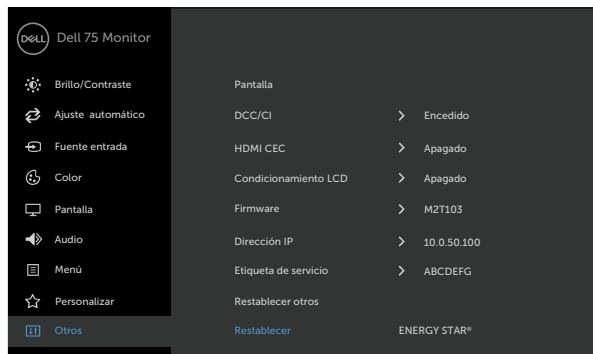 DELL Dell 75 Monitor
Brillo/Contraste
Ajuste automático
Fuente entrada
Color
Pantalla
Audio
Menú
Personalizar
Otros
Pantalla
DCC/CI > Encedido
HDMI CEC > Apagado
Condicionamiento LCD > Apagado
Firmware > M2T103
Dirección IP > 10.0.50.100
Etiqueta de servicio > ABCDEFG
Restablecer otros
Restablecer ENERGY STAR®